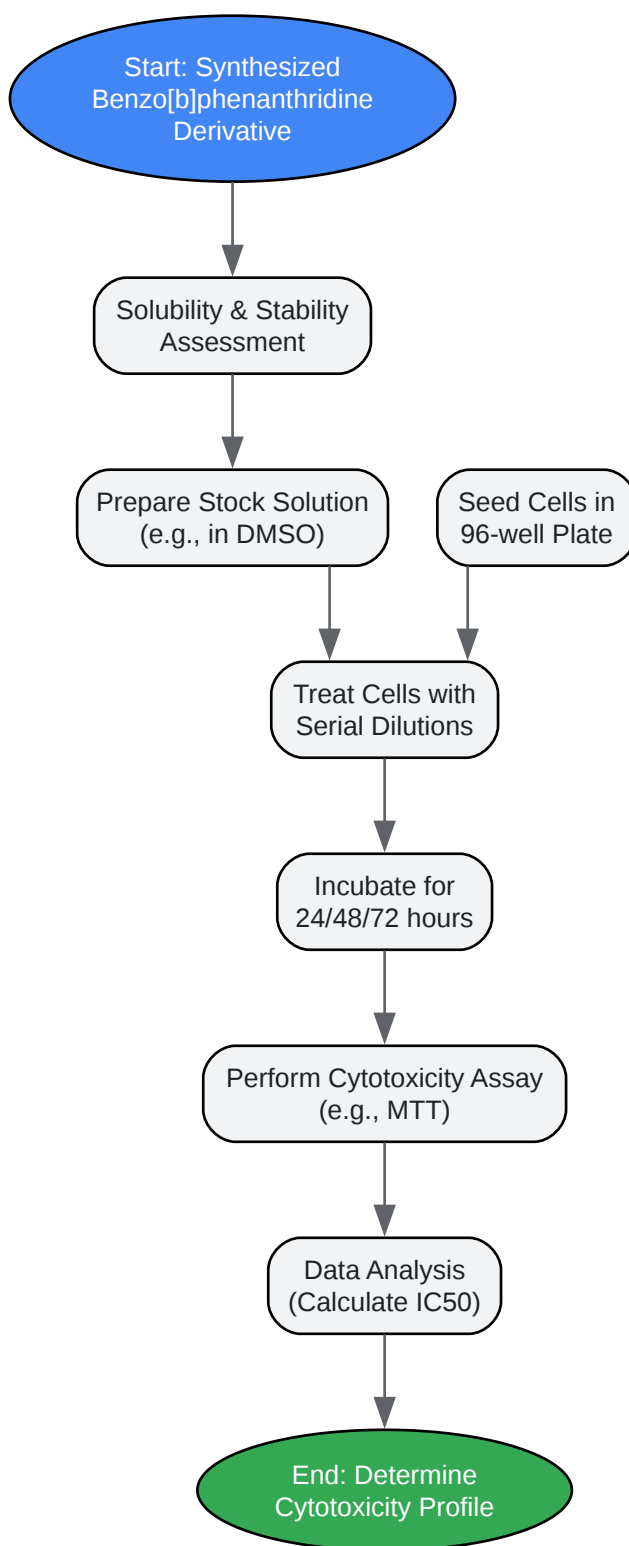 Start: Synthesized
Benzo[b]phenanthridine
Derivative
Solubility & Stability
Assessment
Prepare Stock Solution
(e.g., in DMSO)
Seed Cells in
96-well Plate
Treat Cells with
Serial Dilutions
Incubate for
24/48/72 hours
Perform Cytotoxicity Assay
(e.g., MTT)
Data Analysis
(Calculate IC50)
End: Determine
Cytotoxicity Profile